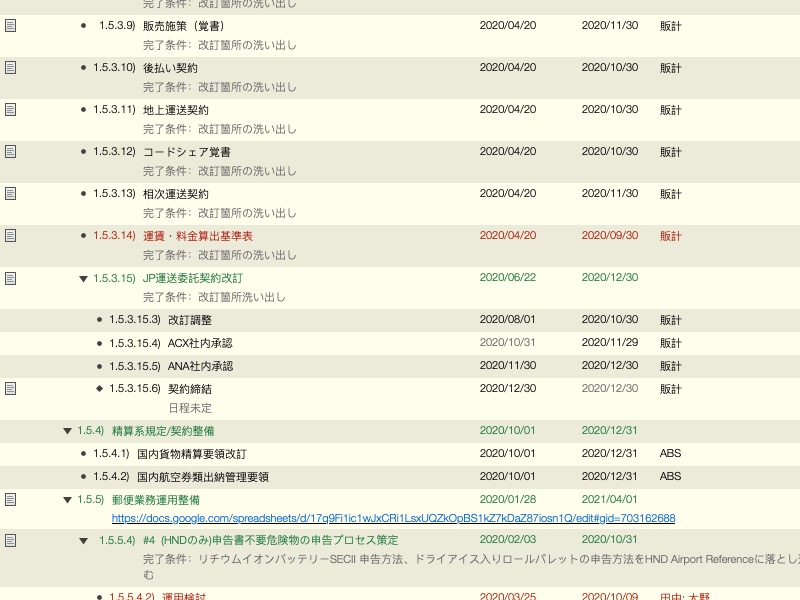 完了条件：改訂箇所の洗い出し
1.5.3.9) 販売施策（覚書） 2020/04/20 2020/11/30 販計
完了条件：改訂箇所の洗い出し
1.5.3.10) 後払い契約 2020/04/20 2020/10/30 販計
完了条件：改訂箇所の洗い出し
1.5.3.11) 地上運送契約 2020/04/20 2020/10/30 販計
完了条件：改訂箇所の洗い出し
1.5.3.12) コードシェア覚書 2020/04/20 2020/10/30 販計
完了条件：改訂箇所の洗い出し
1.5.3.13) 相次運送契約 2020/04/20 2020/11/30 販計
完了条件：改訂箇所の洗い出し
1.5.3.14) 運賃・料金算出基準表 2020/04/20 2020/09/30 販計
完了条件：改訂箇所の洗い出し
1.5.3.15) JP運送委託契約改訂 2020/06/22 2020/12/30
完了条件：改訂箇所洗い出し
1.5.3.15.3) 改訂調整 2020/08/01 2020/10/30 販計
1.5.3.15.4) ACX社内承認 2020/10/31 2020/11/29 販計
1.5.3.15.5) ANA社内承認 2020/11/30 2020/12/30 販計
1.5.3.15.6) 契約締結 2020/12/30 2020/12/30 販計
日程未定
1.5.4) 精算系規定/契約整備 2020/10/01 2020/12/31
1.5.4.1) 国内貨物精算要領改訂 2020/10/01 2020/12/31 ABS
1.5.4.2) 国内航空券類出納管理要領 2020/10/01 2020/12/31 ABS
1.5.5) 郵便業務運用整備 2020/01/28 2021/04/01
https://docs.google.com/spreadsheets/d/17q9Fi1ic1wJxCRi1LsxUQZkOpBS1kZ7kDaZ87iosn1Q/edit#gid=703162688
1.5.5.4) #4 (HNDのみ)申告書不要危険物の申告プロセス策定 2020/02/03 2020/10/31
完了条件：リチウムイオンバッテリーSECII 申告方法、ドライアイス入りロールパレットの申告方法をHND Airport Referenceに落とし込
む
1.5.5.4.2) 運用検討 2020/03/25 2020/10/09 田中; 大野